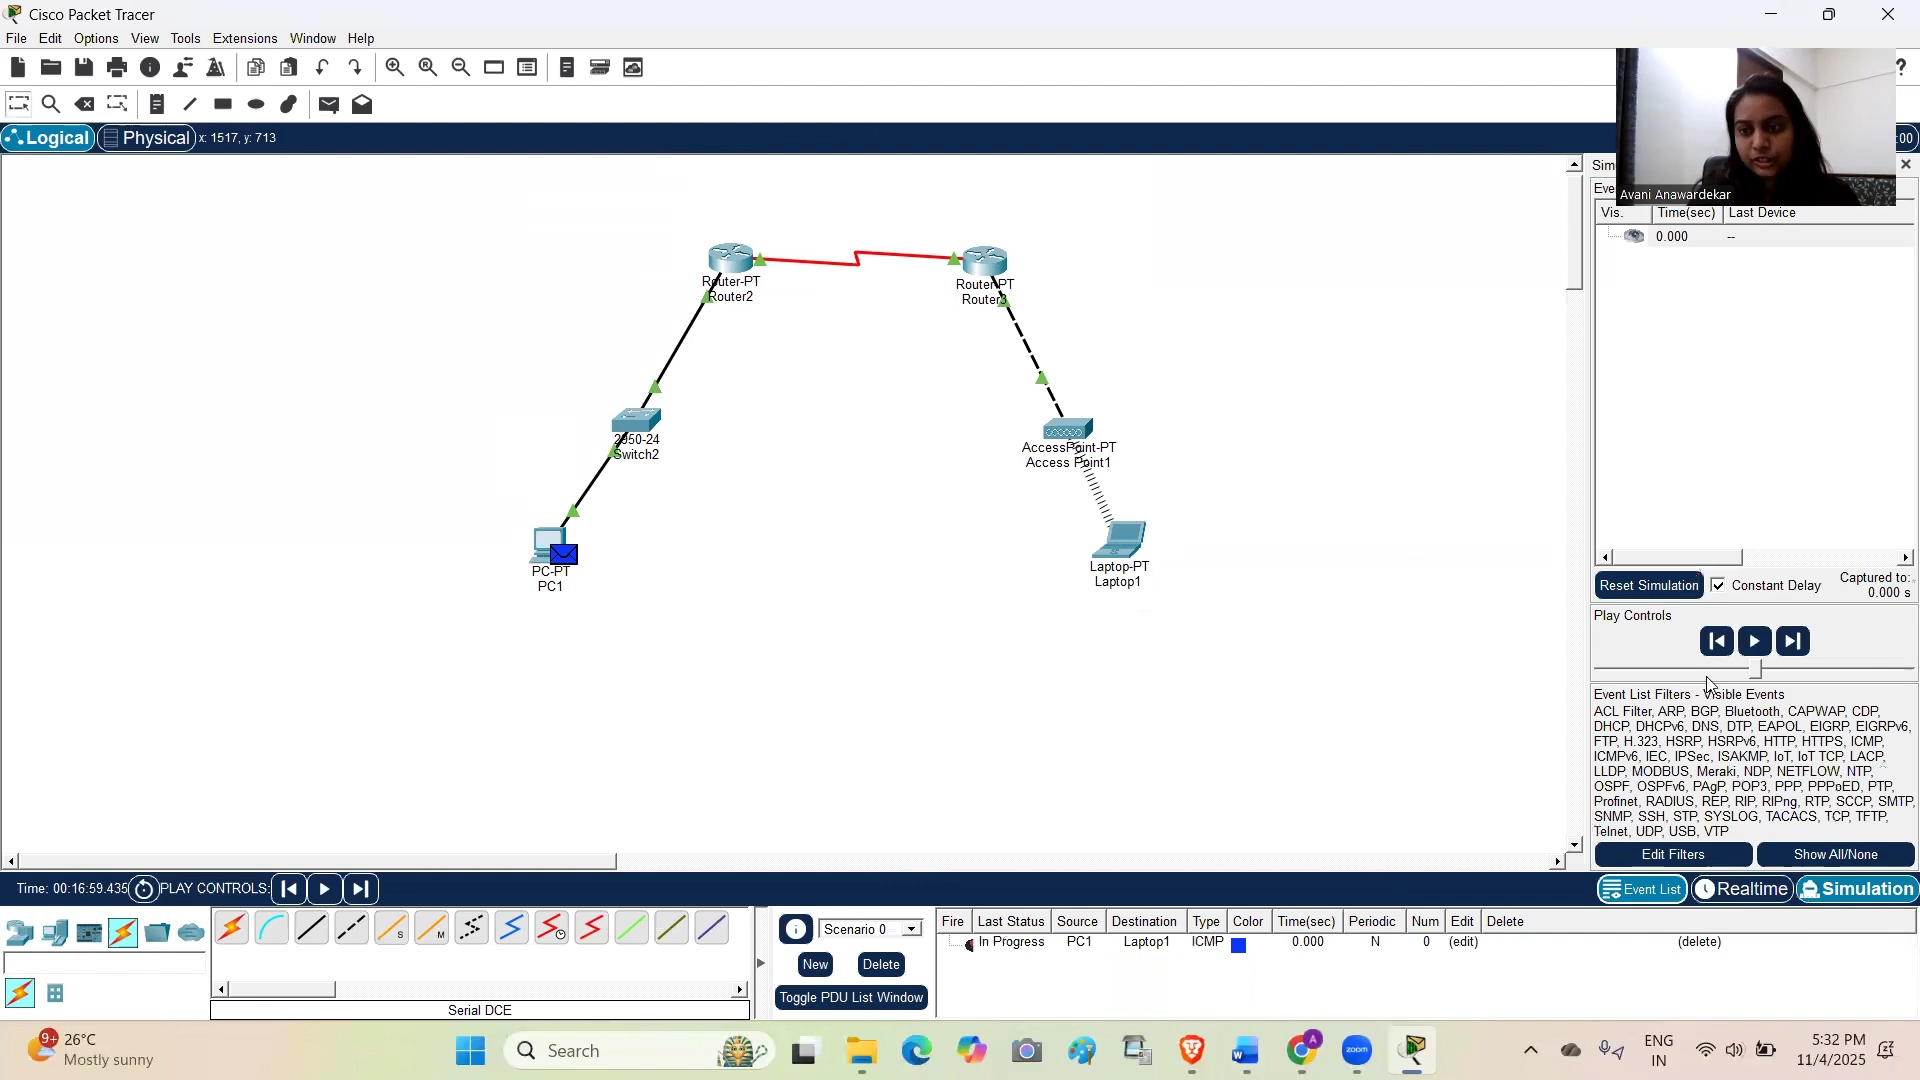 Cisco Packet Tracer
File Edit Options View Tools Extensions Window Help
?
Logical Physical x: 1517, y: 713
:00
Avani Anawardekar
Sim
Eve
Vis. Time(sec) Last Device
0.000 --
Router-PT
Router2
Router-PT
Router3
2950-24
Switch2
AccessPoint-PT
Access Point1
PC-PT
PC1
Laptop-PT
Laptop1
Reset Simulation Constant Delay Captured to:
0.000 s
Play Controls
Event List Filters - Visible Events
ACL Filter, ARP, BGP, Bluetooth, CAPWAP, CDP,
DHCP, DHCPv6, DNS, DTP, EAPOL, EIGRP, EIGRPv6,
FTP, H.323, HSRP, HSRPv6, HTTP, HTTPS, ICMP,
ICMPv6, IEC, IPSec, ISAKMP, IoT, IoT TCP, LACP,
LLDP, MODBUS, Meraki, NDP, NETFLOW, NTP,
OSPF, OSPFv6, PAgP, POP3, PPP, PPPoED, PTP,
Profinet, RADIUS, REP, RIP, RIPng, RTP, SCCP, SMTP,
SNMP, SSH, STP, SYSLOG, TACACS, TCP, TFTP,
Telnet, UDP, USB, VTP
Edit Filters Show All/None
Time: 00:16:59.435 PLAY CONTROLS: Event List Realtime Simulation
S M
Serial DCE
Scenario 0
New Delete
Toggle PDU List Window
Fire Last Status Source Destination Type Color Time(sec) Periodic Num Edit Delete
In Progress PC1 Laptop1 ICMP 0.000 N 0 (edit) (delete)
9+ 26°C
Mostly sunny
Search
A
zoom
ENG
IN
5:32 PM
11/4/2025